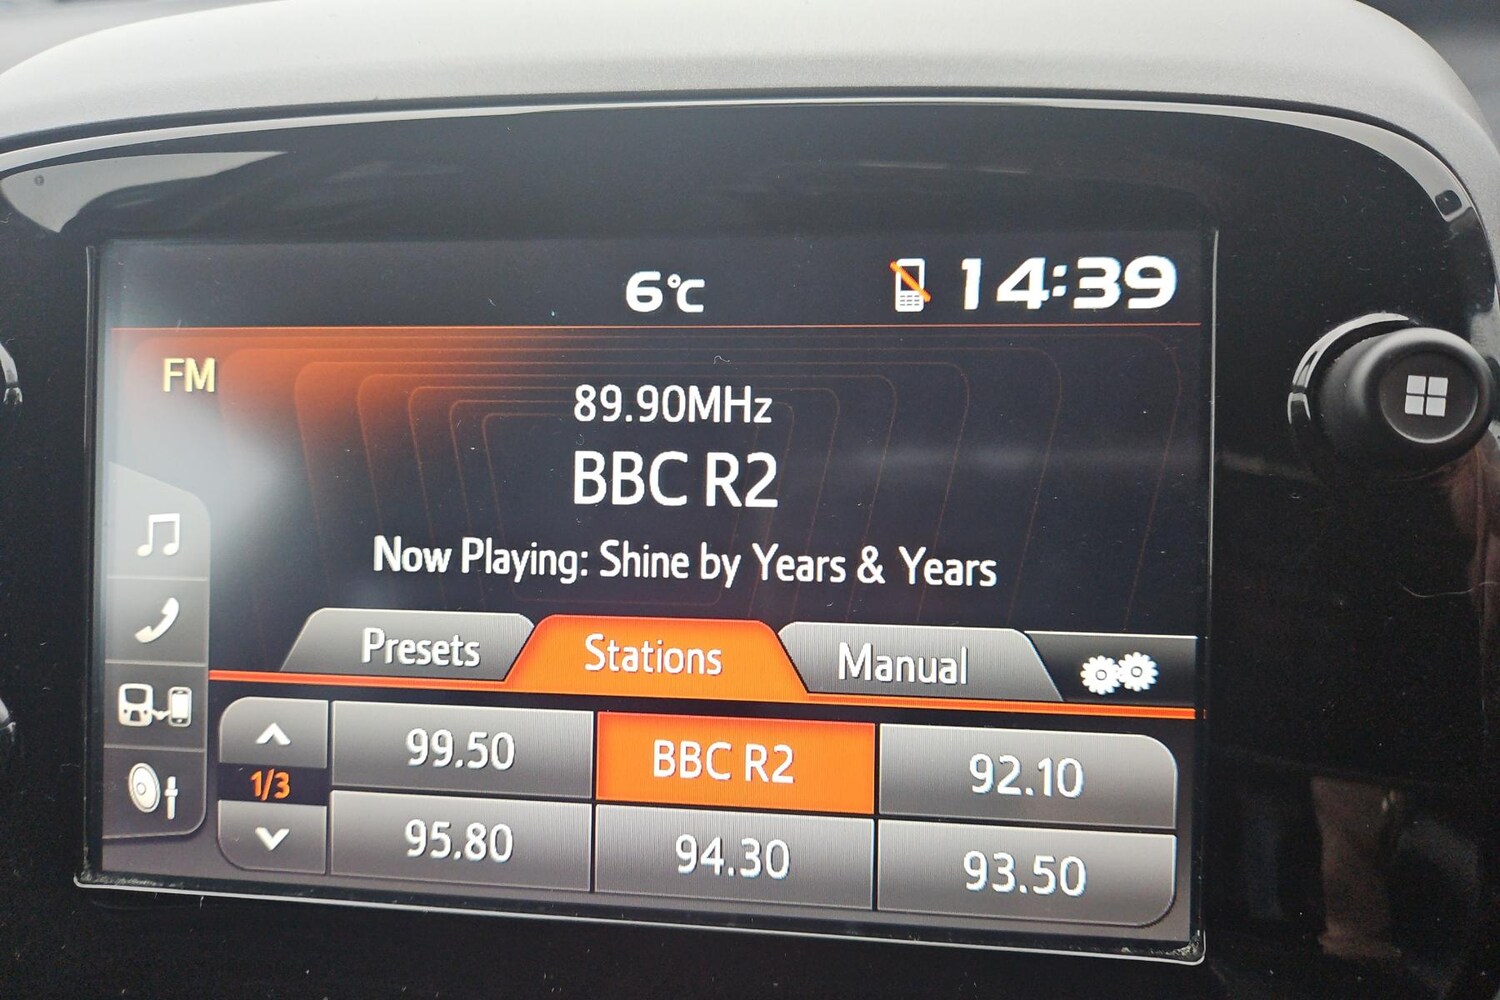 6°C 14:39
FM
89.90MHz
BBC R2
Now Playing: Shine by Years & Years
Presets Stations Manual
99.50 BBC R2 92.10
1/3
95.80 94.30 93.50